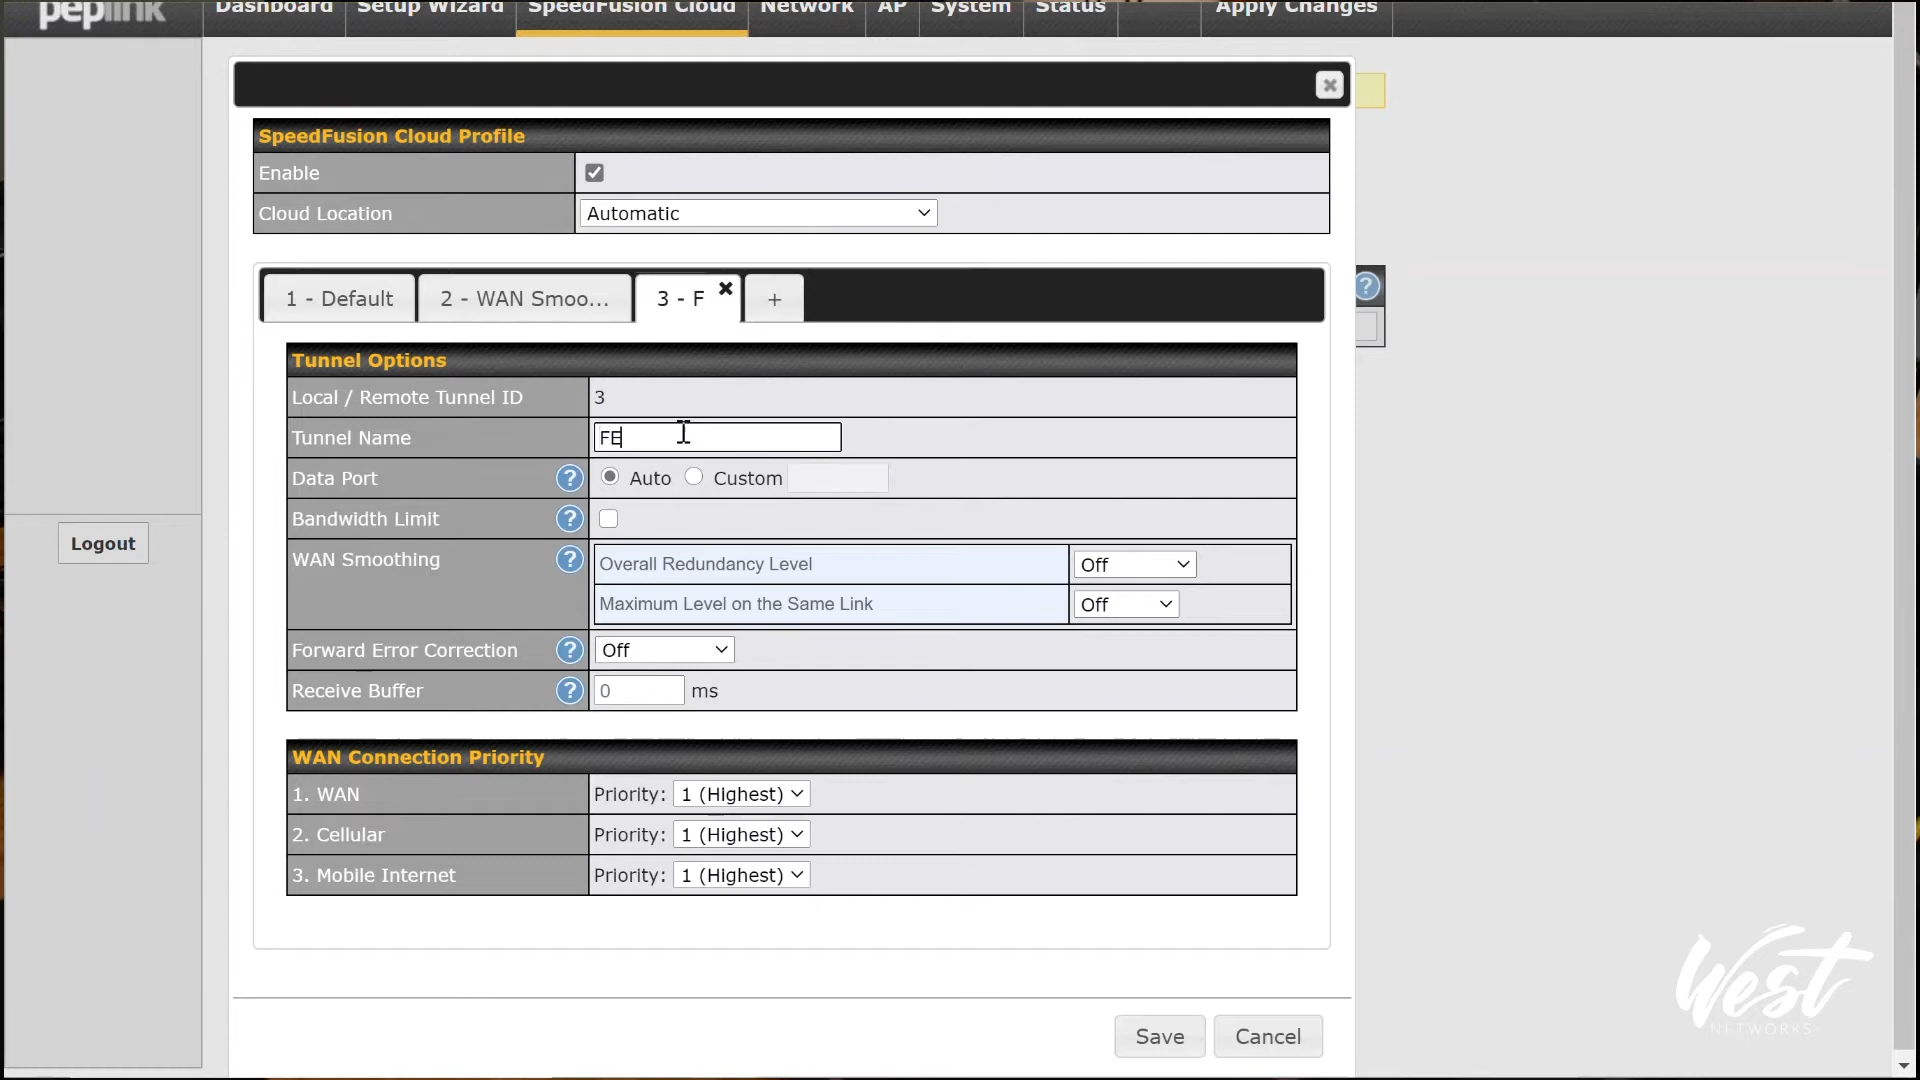 peplink
Dashboard Setup Wizard SpeedFusion Cloud Network AP System Status Apply Changes
SpeedFusion Cloud Profile
Enable
Cloud Location Automatic
1 - Default 2 - WAN Smoo... 3 - F +
Tunnel Options
Local / Remote Tunnel ID 3
Tunnel Name FE
Data Port ? Auto Custom
Bandwidth Limit ?
WAN Smoothing ? Overall Redundancy Level Off
Maximum Level on the Same Link Off
Forward Error Correction ? Off
Receive Buffer ? 0 ms
WAN Connection Priority
1. WAN Priority: 1 (Highest)
2. Cellular Priority: 1 (Highest)
3. Mobile Internet Priority: 1 (Highest)
Save Cancel
Logout
?
West
NETWORKS